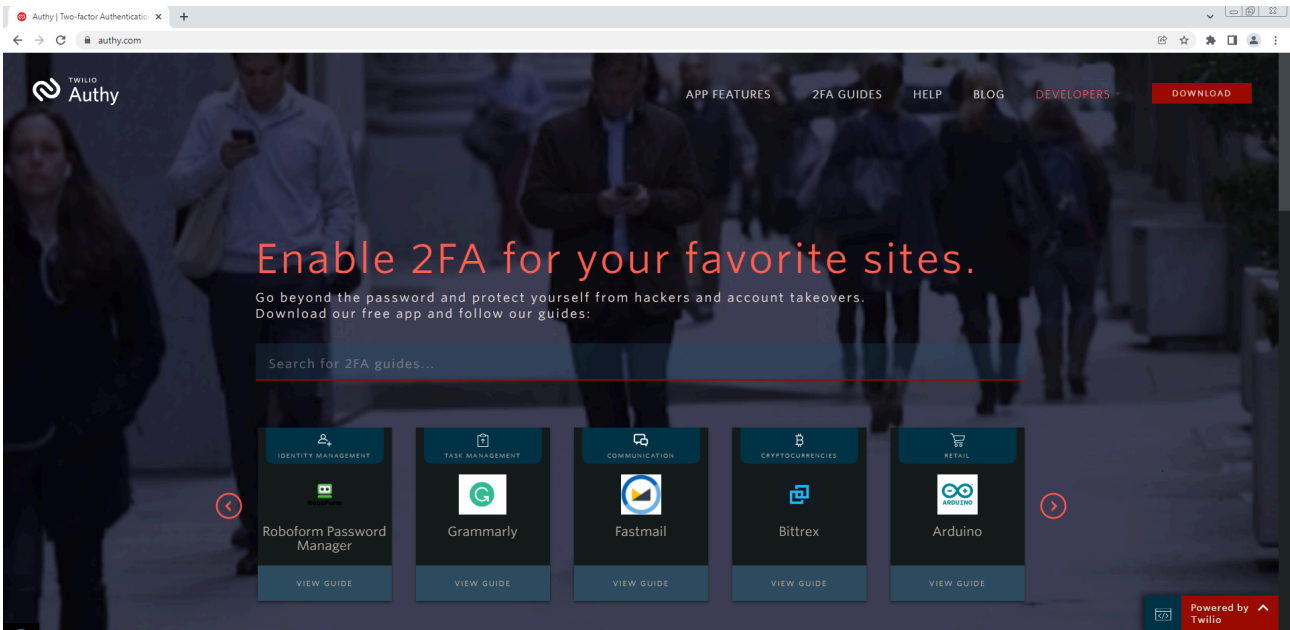 Authy | Two-factor Authenticatio
authy.com
TWILIO
Authy
APP FEATURES
2FA GUIDES
HELP
BLOG
DEVELOPERS
DOWNLOAD
Enable 2FA for your favorite sites.
Go beyond the password and protect yourself from hackers and account takeovers.
Download our free app and follow our guides:
Search for 2FA guides...
IDENTITY MANAGEMENT
Roboform
Roboform Password
Manager
VIEW GUIDE
TASK MANAGEMENT
Grammarly
VIEW GUIDE
COMMUNICATION
Fastmail
VIEW GUIDE
CRYPTOCURRENCIES
Bittrex
VIEW GUIDE
RETAIL
ARDUINO
Arduino
VIEW GUIDE
Powered by
Twilio